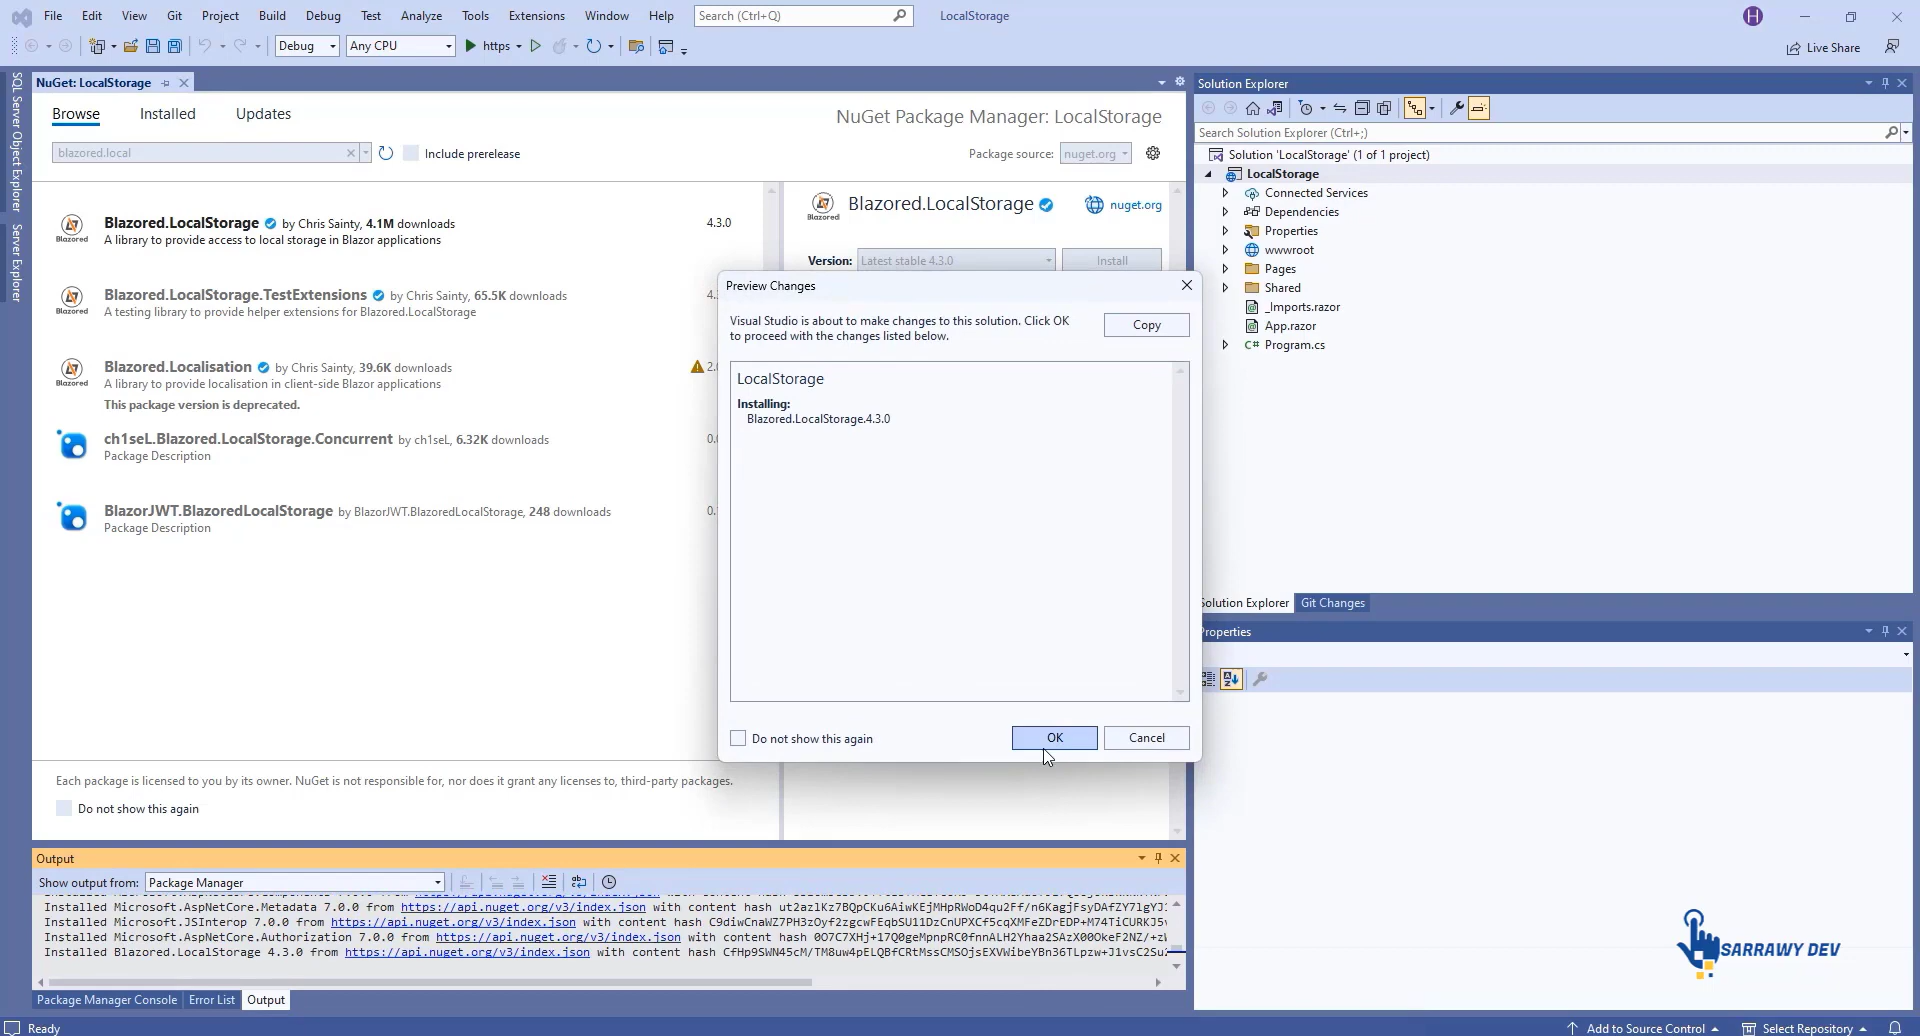 File Edit View Git Project Build Debug Test Analyze Tools Extensions Window Help Search (Ctrl+Q) LocalStorage H
Debug Any CPU https Live Share
SQL Server Object Explorer
Server Explorer
NuGet: LocalStorage
Browse Installed Updates
NuGet Package Manager: LocalStorage
blazored.local Include prerelease
Package source: nuget.org
Blazored.LocalStorage by Chris Sainty, 4.1M downloads 4.3.0
A library to provide access to local storage in Blazor applications
Blazored.LocalStorage.TestExtensions by Chris Sainty, 65.5K downloads 4.
A testing library to provide helper extensions for Blazored.LocalStorage
Blazored.Localisation by Chris Sainty, 39.6K downloads 2.
A library to provide localisation in client-side Blazor applications
This package version is deprecated.
ch1seL.Blazored.LocalStorage.Concurrent by ch1seL, 6.32K downloads 0.
Package Description
BlazorJWT.BlazoredLocalStorage by BlazorJWT.BlazoredLocalStorage, 248 downloads 0.
Package Description
Each package is licensed to you by its owner. NuGet is not responsible for, nor does it grant any licenses to, third-party packages.
Do not show this again
Blazored
Blazored
Blazored
Blazored
Blazored.LocalStorage nuget.org
Version: Latest stable 4.3.0 Install
Preview Changes
Visual Studio is about to make changes to this solution. Click OK
to proceed with the changes listed below.
Copy
LocalStorage
Installing:
Blazored.LocalStorage.4.3.0
Do not show this again OK Cancel
Solution Explorer
Search Solution Explorer (Ctrl+;)
Solution 'LocalStorage' (1 of 1 project)
LocalStorage
Connected Services
Dependencies
Properties
wwwroot
Pages
Shared
_Imports.razor
App.razor
C# Program.cs
Solution Explorer Git Changes
Properties
Output
Show output from: Package Manager
Installed Microsoft.AspNetCore.Metadata 7.0.0 from https://api.nuget.org/v3/index.json with content hash
Installed Microsoft.JSInterop 7.0.0 from https://api.nuget.org/v3/index.json with content hash
Installed Microsoft.AspNetCore.Authorization 7.0.0 from https://api.nuget.org/v3/index.json with content hash
Installed Blazored.LocalStorage 4.3.0 from https://api.nuget.org/v3/index.json with content hash
Package Manager Console Error List Output
SARRAWY DEV
Ready Add to Source Control Select Repository